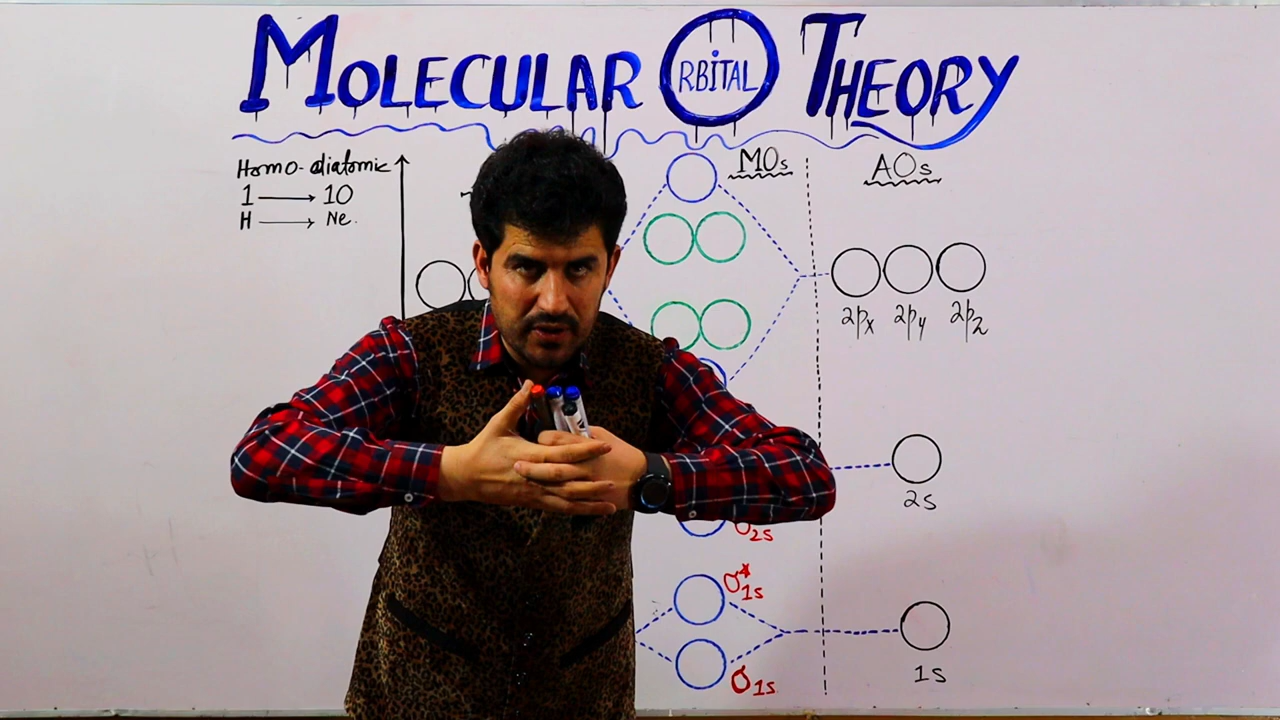 MOLECULAR ORBITAL THEORY
Homo-diatomic
1 → 10
H → Ne.
MOs
AOs
2px 2py 2pz
2s
σ2s
σ*1s
σ1s
1s